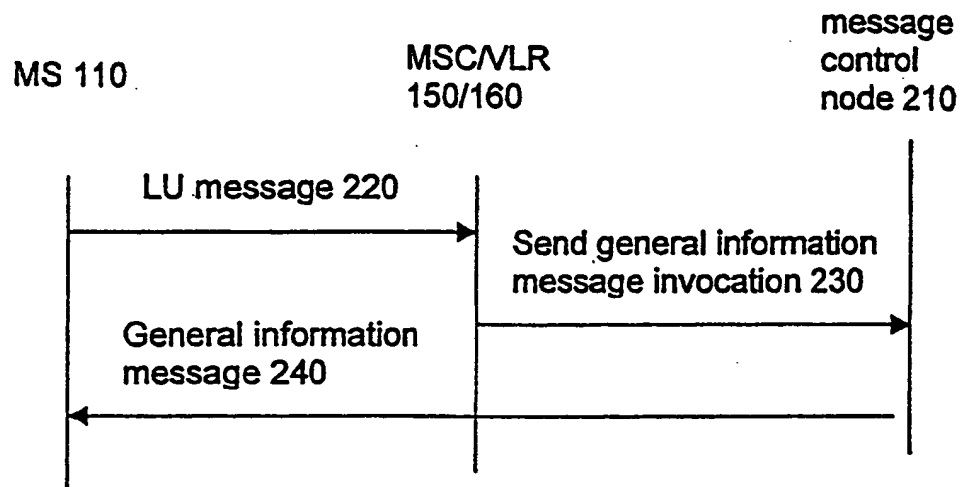 MS 110
MSC/VLR
150/160
message
control
node 210
LU message 220
Send general information
message invocation 230
General information
message 240